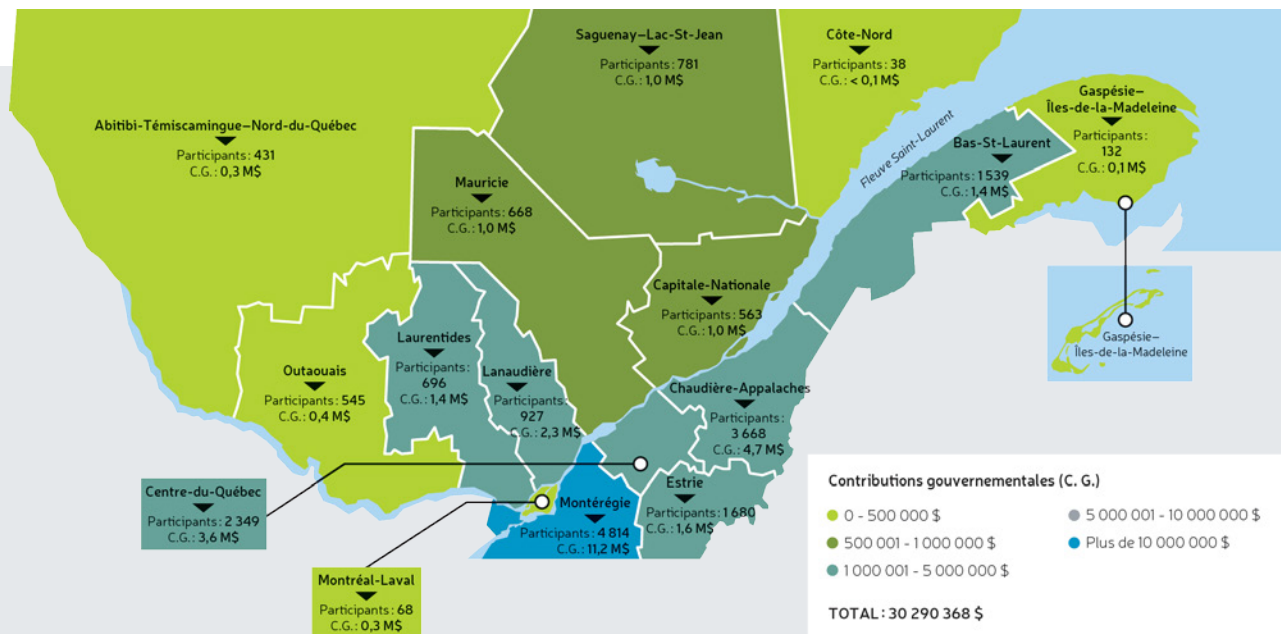 Saguenay–Lac-St-Jean
Participants : 781
C.G. : 1,0 M$
Côte-Nord
Participants : 38
C.G. : < 0,1 M$
Gaspésie–
Îles-de-la-Madeleine
Participants :
132
C.G. : 0,1 M$
Abitibi-Témiscamingue–Nord-du-Québec
Participants : 431
C.G. : 0,3 M$
Fleuve Saint-Laurent
Bas-St-Laurent
Participants : 1 539
C.G. : 1,4 M$
Mauricie
Participants : 668
C.G. : 1,0 M$
Capitale-Nationale
Participants : 563
C.G. : 1,0 M$
Gaspésie–
Îles-de-la-Madeleine
Laurentides
Participants :
696
C.G. : 1,4 M$
Outaouais
Participants : 545
C.G. : 0,4 M$
Lanaudière
Participants :
927
C.G. : 2,3 M$
Chaudière-Appalaches
Participants :
3 668
C.G. : 4,7 M$
Centre-du-Québec
Participants : 2 349
C.G. : 3,6 M$
Montérégie
Participants : 4 814
C.G. : 11,2 M$
Estrie
Participants : 1 680
C.G. : 1,6 M$
Montréal-Laval
Participants : 68
C.G. : 0,3 M$
Contributions gouvernementales (C. G.)
0 - 500 000 $
500 001 - 1 000 000 $
1 000 001 - 5 000 000 $
5 000 001 - 10 000 000 $
Plus de 10 000 000 $
TOTAL : 30 290 368 $